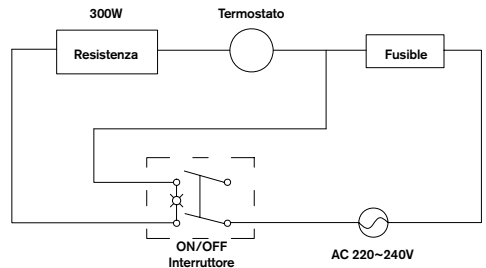 300W
Termostato
Resistenza
Fusible
ON/OFF
Interruttore
AC 220~240V